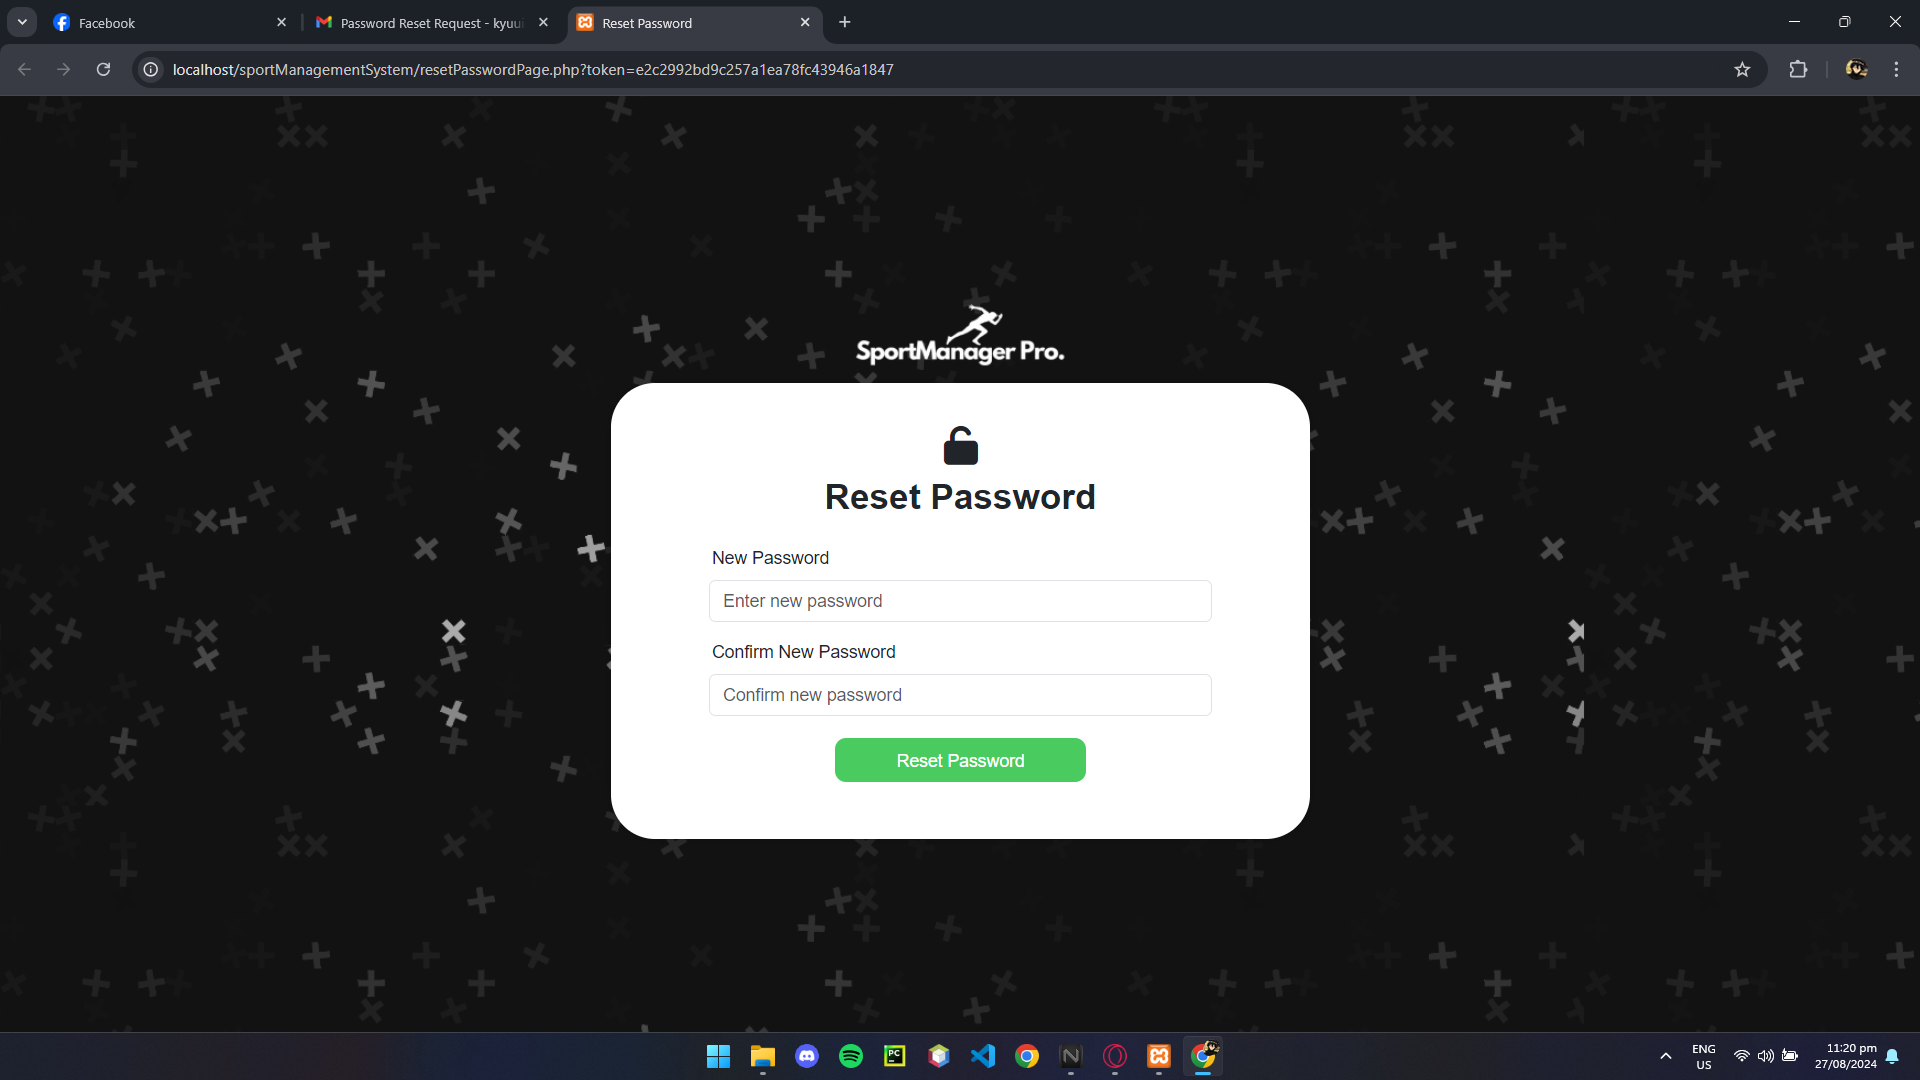 Facebook
Password Reset Request - kyuu
Reset Password
localhost/sportManagementSystem/resetPasswordPage.php?token=e2c2992bd9c257a1ea78fc43946a1847
SportManager Pro.
Reset Password
New Password
Enter new password
Confirm New Password
Confirm new password
Reset Password
PC
N
ENG
US
11:20 pm
27/08/2024